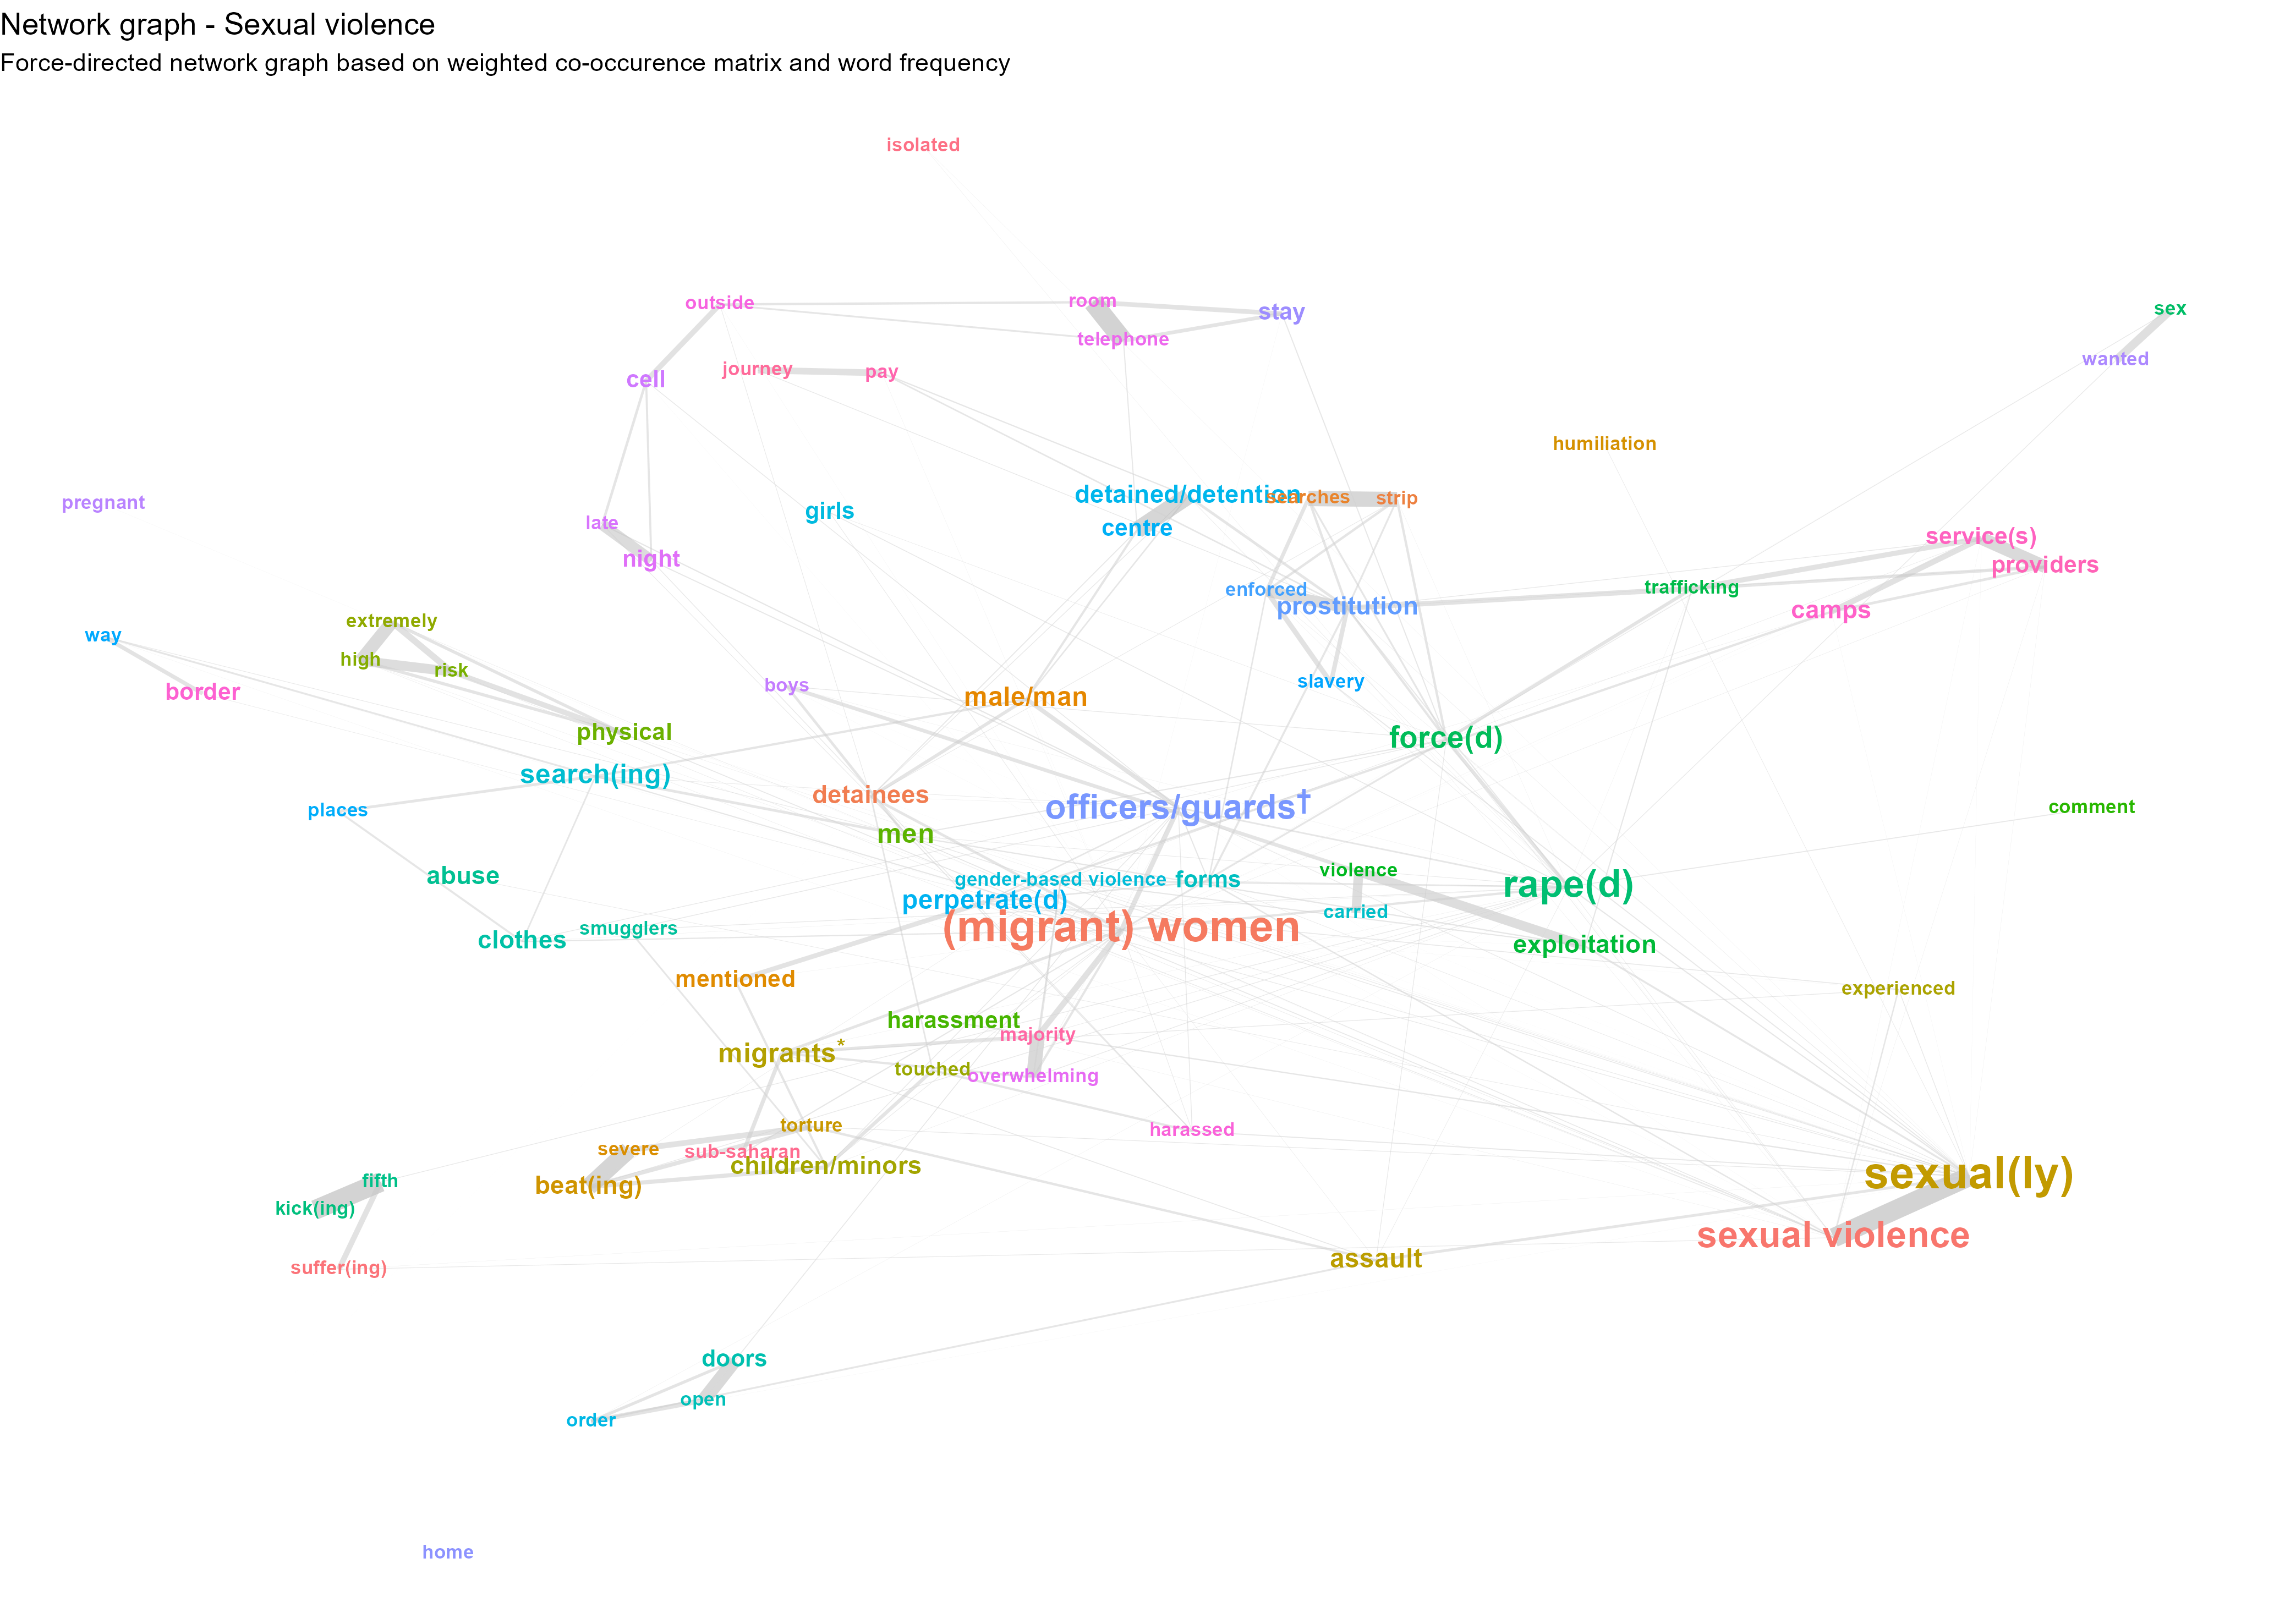 Network graph - Sexual violence
Force-directed network graph based on weighted co-occurence matrix and word frequency
isolated
outside
room
stay
sex
telephone
wanted
journey
pay
cell
humiliation
detained/detention
searches
strip
pregnant
girls
late
centre
service(s)
night
providers
enforced
trafficking
prostitution
camps
extremely
way
high
risk
slavery
boys
border
male/man
physical
force(d)
search(ing)
detainees
officers/guards†
places
comment
men
violence
abuse
gender-based violence
forms
rape(d)
perpetrate(d)
carried
smugglers
(migrant) women
clothes
exploitation
mentioned
experienced
harassment
majority
migrants*
touched
overwhelming
torture
harassed
severe
sub-saharan
children/minors
sexual(ly)
fifth
beat(ing)
kick(ing)
sexual violence
suffer(ing)
assault
doors
open
order
home